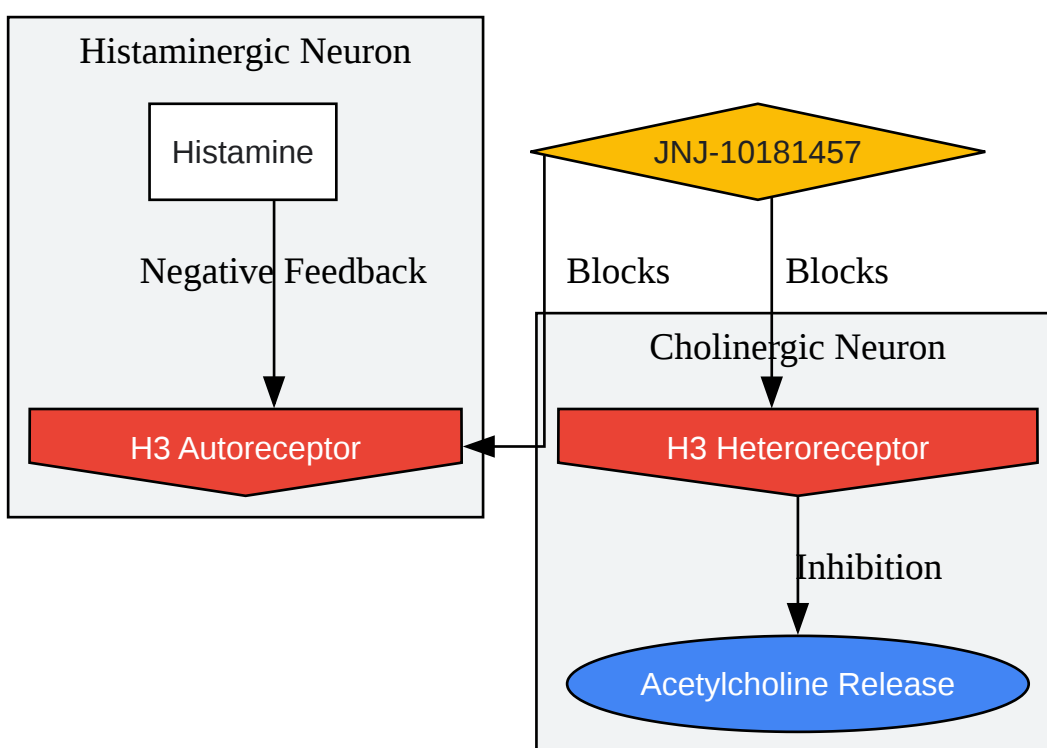 Histaminergic Neuron
Histamine
JNJ-10181457
Negative Feedback
Blocks
Blocks
Cholinergic Neuron
H3 Autoreceptor
H3 Heteroreceptor
Inhibition
Acetylcholine Release